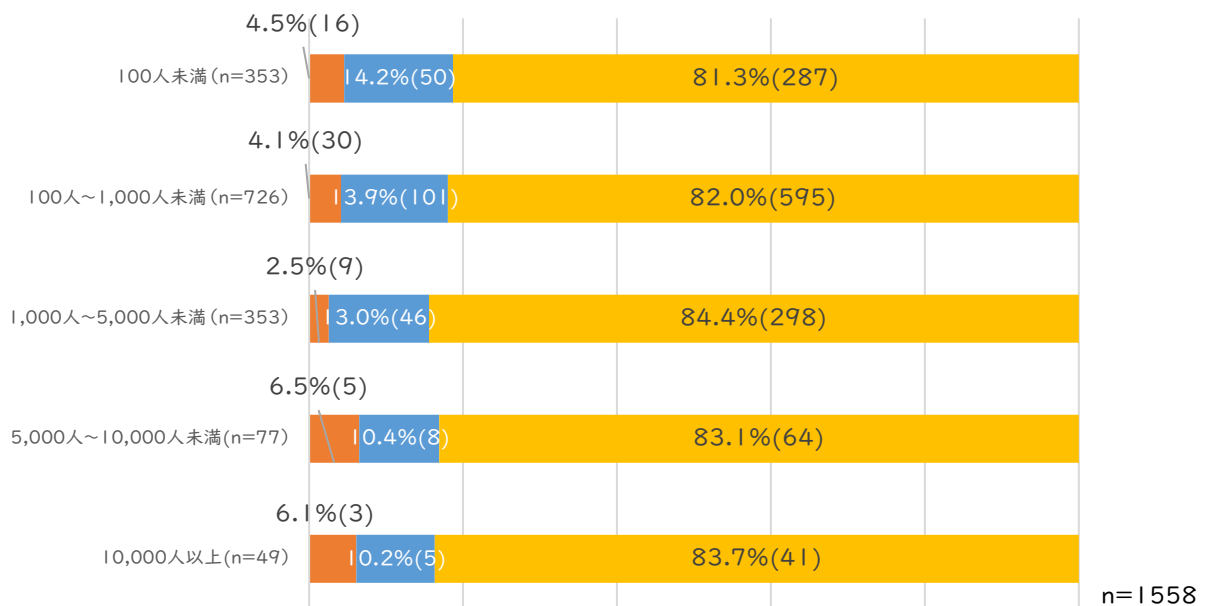 4.5%(16)
100人未満(n=353) 14.2%(50) 81.3%(287)
4.1%(30)
100人~1,000人未満(n=726) 13.9%(101) 82.0%(595)
2.5%(9)
1,000人~5,000人未満(n=353) 13.0%(46) 84.4%(298)
6.5%(5)
5,000人~10,000人未満(n=77) 10.4%(8) 83.1%(64)
6.1%(3)
10,000人以上(n=49) 10.2%(5) 83.7%(41)
n=1558